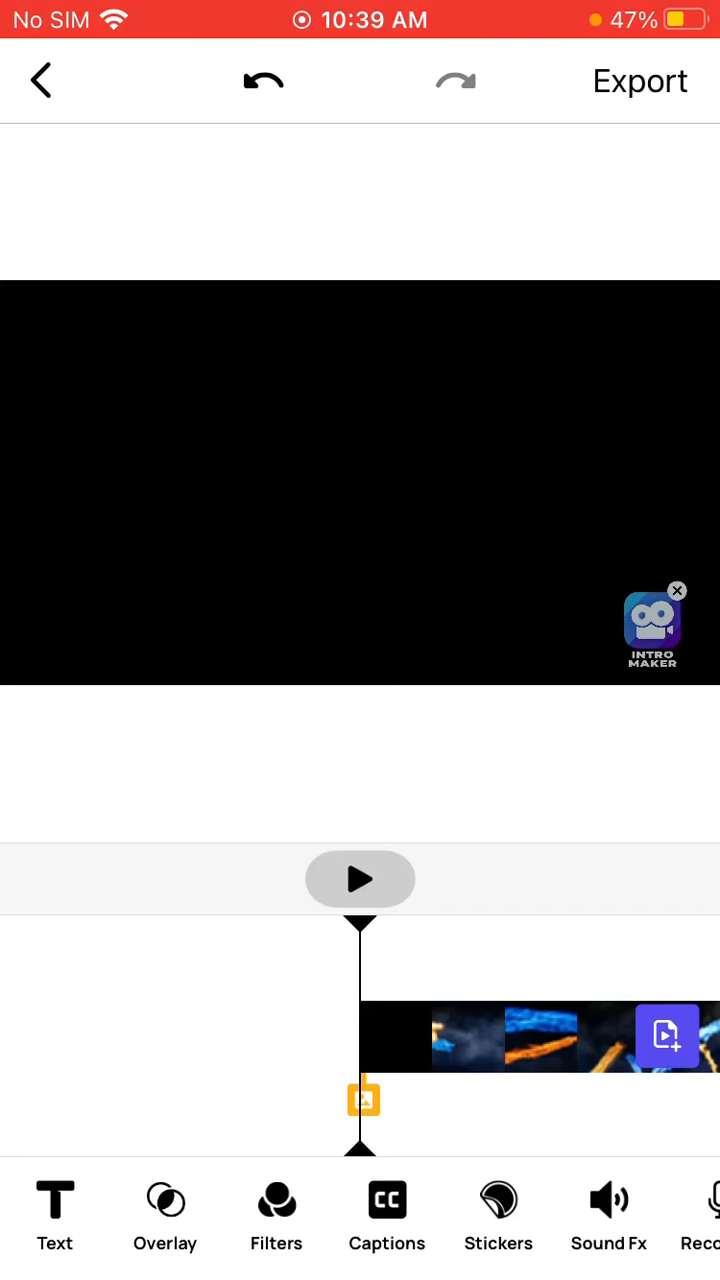 No SIM 10:39 AM 47%
Export
INTRO
MAKER
Text Overlay Filters CC Captions Stickers Sound Fx Reco